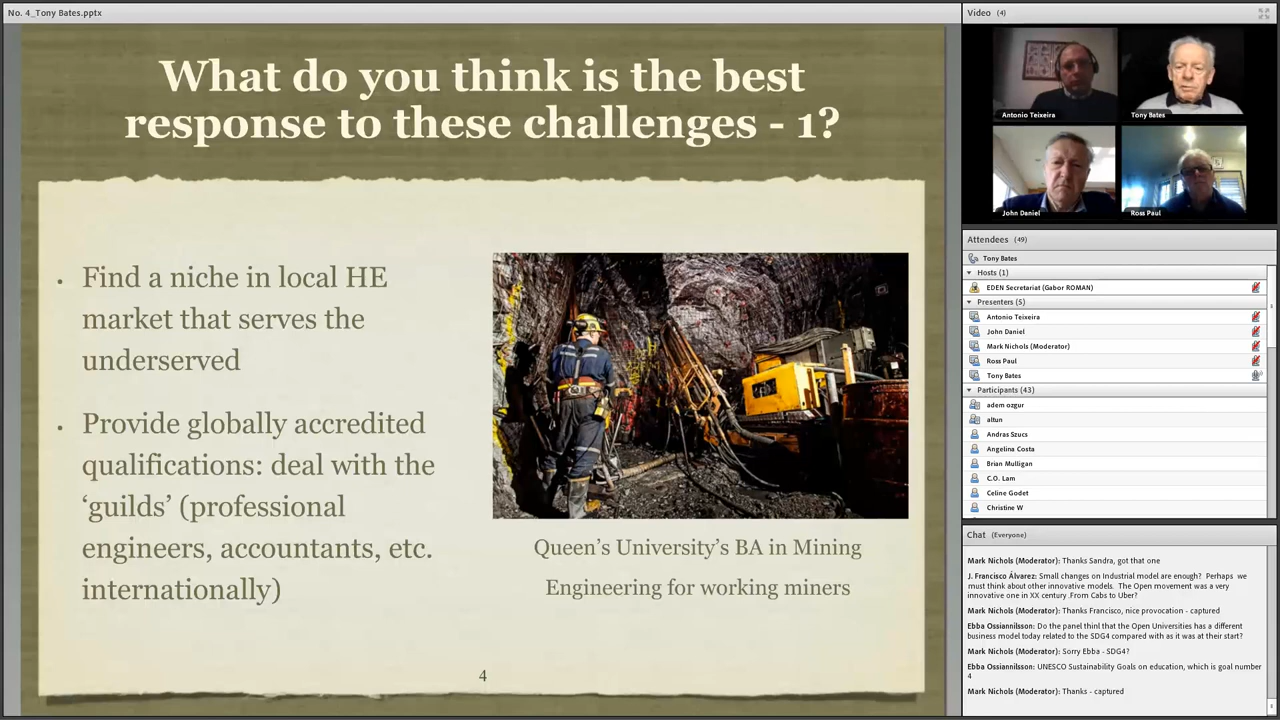 No. 4_Tony Bates.pptx
What do you think is the best
response to these challenges - 1?
. Find a niche in local HE
market that serves the
underserved
. Provide globally accredited
qualifications: deal with the
‘guilds’ (professional
engineers, accountants, etc.
internationally)
Queen’s University’s BA in Mining
Engineering for working miners
4
Video (4)
Antonio Teixeira
Tony Bates
John Daniel
Ross Paul
Attendees (49)
Tony Bates
Hosts (1)
EDEN Secretariat (Gabor ROMAN)
Presenters (5)
Antonio Teixeira
John Daniel
Mark Nichols (Moderator)
Ross Paul
Tony Bates
Participants (43)
adem ozgur
altun
Andras Szucs
Angelina Costa
Brian Mulligan
C.O. Lam
Celine Godet
Christine W
Chat (Everyone)
Mark Nichols (Moderator): Thanks Sandra, got that one
J. Francisco Álvarez: Small changes on Industrial model are enough? Perhaps we
must think about other innovative models. The Open movement was a very
innovative one in XX century .From Cabs to Uber?
Mark Nichols (Moderator): Thanks Francisco, nice provocation - captured
Ebba Ossiannilsson: Do the panel thinl that the Open Universities has a different
business model today related to the SDG4 compared with as it was at their start?
Mark Nichols (Moderator): Sorry Ebba - SDG4?
Ebba Ossiannilsson: UNESCO Sustainability Goals on education, which is goal number
4
Mark Nichols (Moderator): Thanks - captured